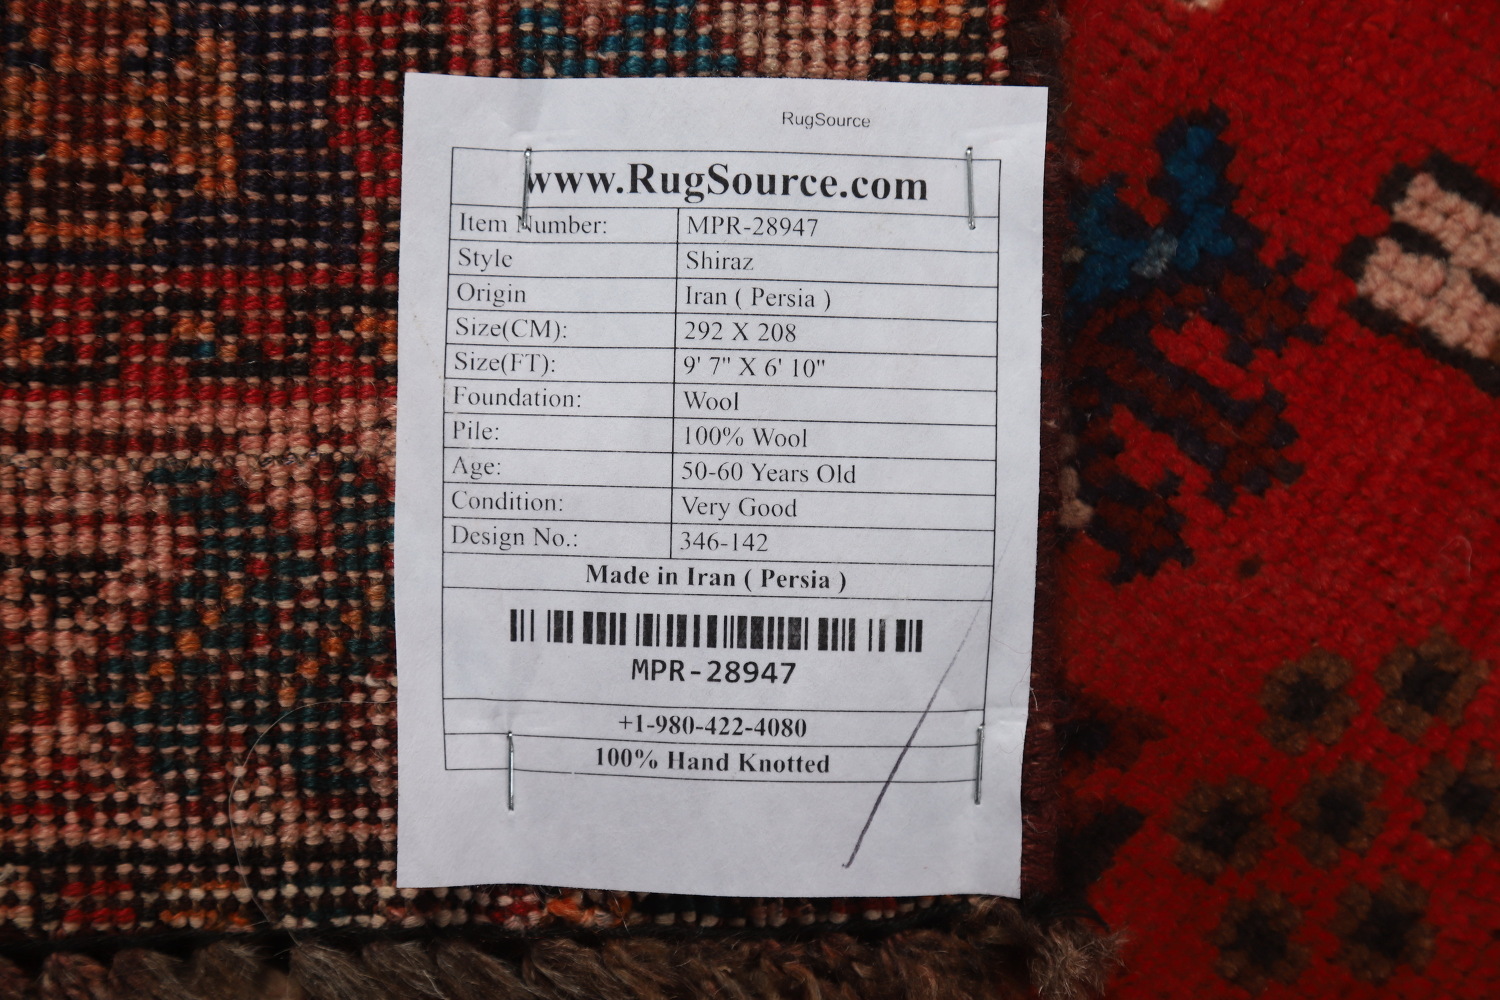 RugSource
www.RugSource.com
Item Number: MPR-28947
Style Shiraz
Origin Iran ( Persia )
Size(CM): 292 X 208
Size(FT): 9' 7" X 6' 10"
Foundation: Wool
Pile: 100% Wool
Age: 50-60 Years Old
Condition: Very Good
Design No.: 346-142
Made in Iran ( Persia )
MPR-28947
+1-980-422-4080
100% Hand Knotted